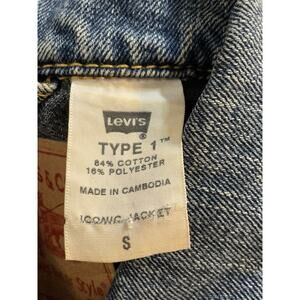 Levi's
TYPE 1™
84% COTTON
16% POLYESTER
MADE IN CAMBODIA
ICONIC JACKET
S